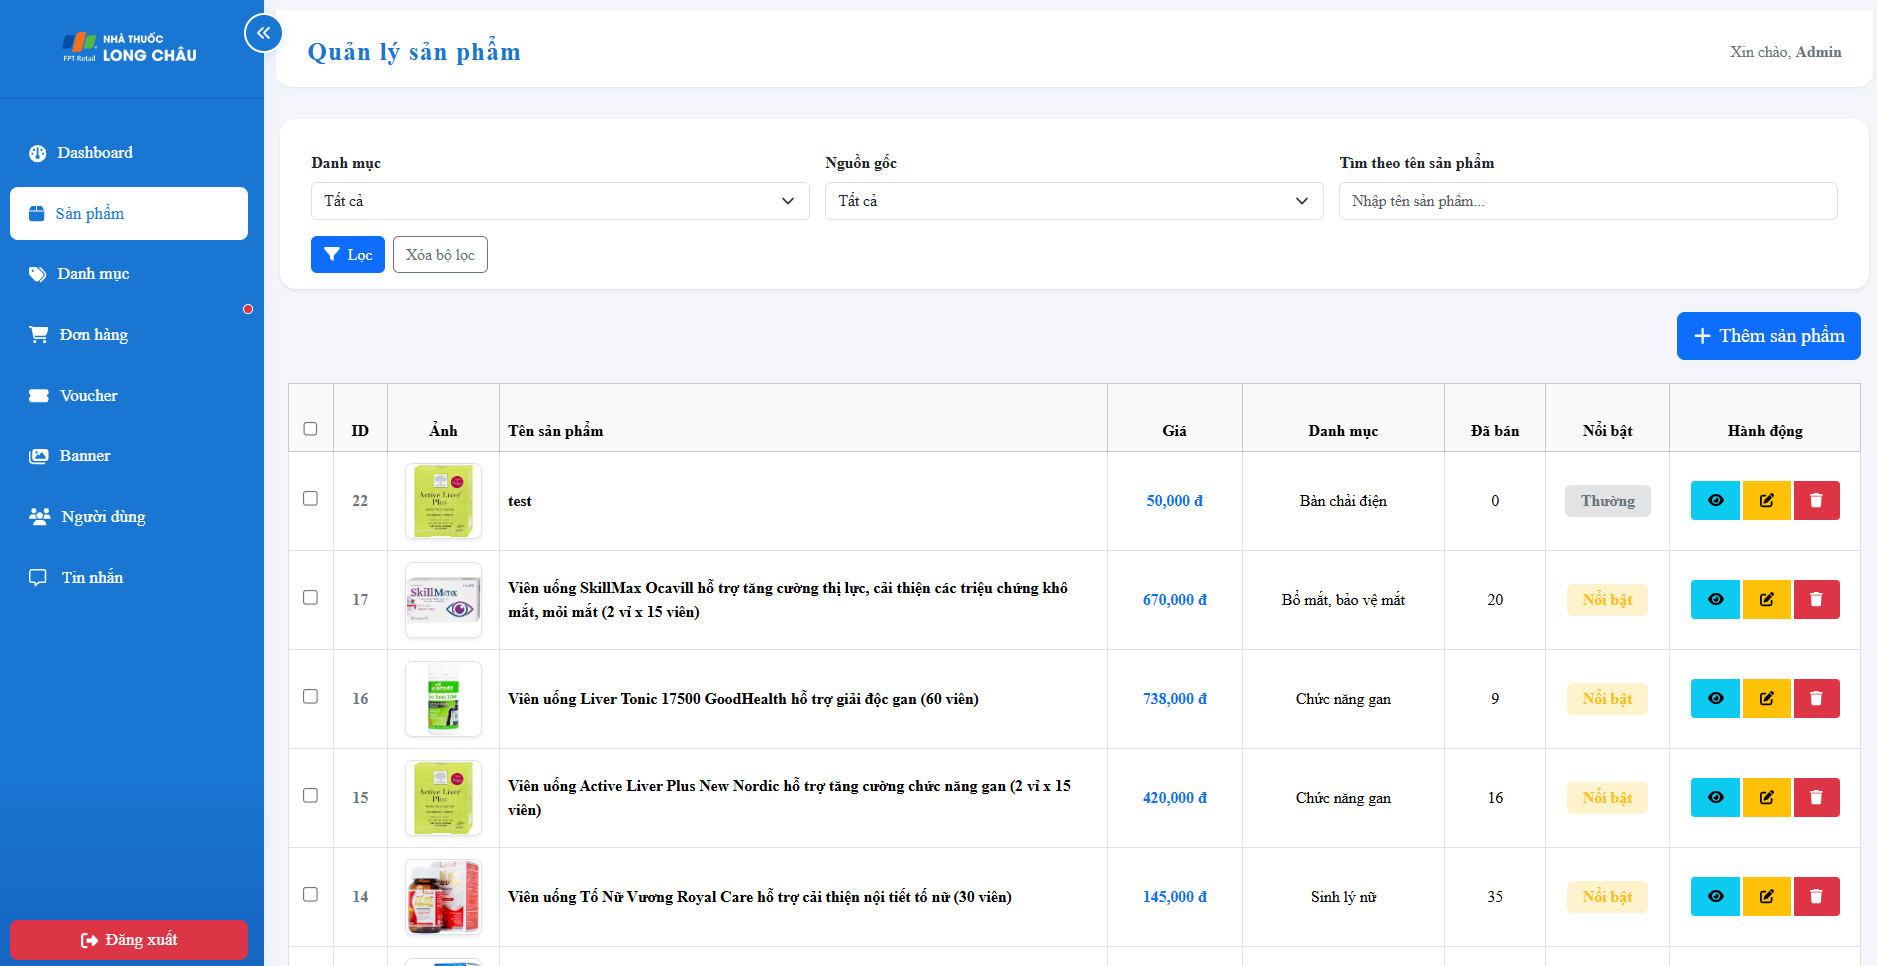 NHÀ THUỐC
FPT Retail LONG CHÂU
Dashboard
Sản phẩm
Danh mục
Đơn hàng
Voucher
Banner
Người dùng
Tin nhắn
Đăng xuất
Quản lý sản phẩm
Xin chào, Admin
Danh mục
Nguồn gốc
Tìm theo tên sản phẩm
Tất cả
Tất cả
Nhập tên sản phẩm...
Lọc
Xóa bộ lọc
Thêm sản phẩm
ID Ảnh Tên sản phẩm Giá Danh mục Đã bán Nổi bật Hành động
Active Liver
Plus
22 test 50,000 đ Bàn chải điện 0 Thường
SkillMax
17 Viên uống SkillMax Ocavill hỗ trợ tăng cường thị lực, cải thiện các triệu chứng khô
mắt, mỏi mắt (2 vỉ x 15 viên) 670,000 đ Bổ mắt, bảo vệ mắt 20 Nổi bật
16 Viên uống Liver Tonic 17500 GoodHealth hỗ trợ giải độc gan (60 viên) 738,000 đ Chức năng gan 9 Nổi bật
Active Liver
Plus
15 Viên uống Active Liver Plus New Nordic hỗ trợ tăng cường chức năng gan (2 vỉ x 15
viên) 420,000 đ Chức năng gan 16 Nổi bật
14 Viên uống Tố Nữ Vương Royal Care hỗ trợ cải thiện nội tiết tố nữ (30 viên) 145,000 đ Sinh lý nữ 35 Nổi bật